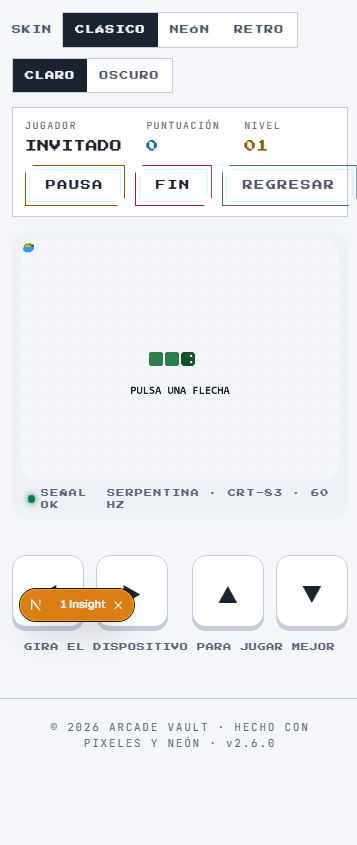 SKIN CLáSICO NEóN RETRO
CLARO OSCURO
JUGADOR PUNTUACIÓN NIVEL
INVITADO 0 01
PAUSA FIN REGRESAR
PULSA UNA FLECHA
SEÑAL OK SERPENTINA · CRT-83 · 60 HZ
◀ ▶ ▲ ▼
N 1 Insight ×
GIRA EL DISPOSITIVO PARA JUGAR MEJOR
© 2026 ARCADE VAULT · HECHO CON
PIXELES Y NEÓN · v2.6.0